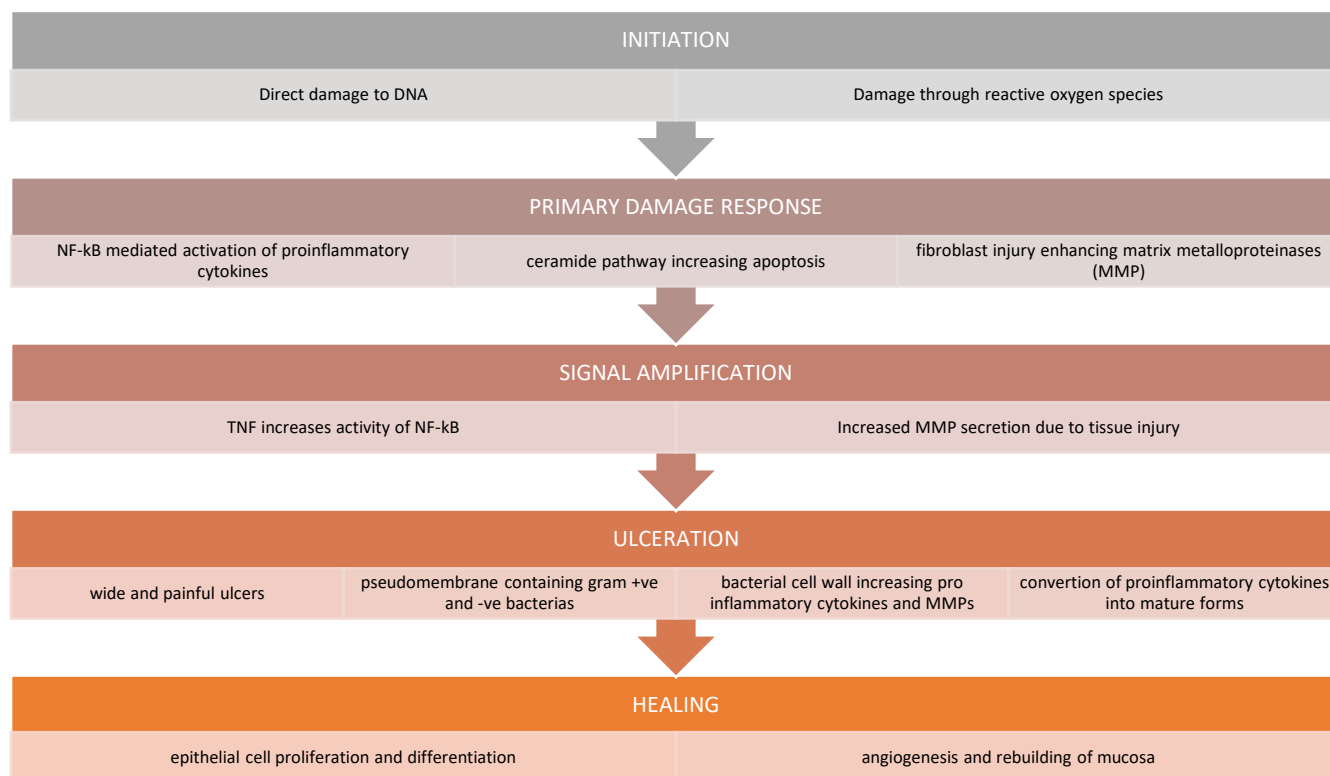 INITIATION
Direct damage to DNA
Damage through reactive oxygen species
PRIMARY DAMAGE RESPONSE
NF-kB mediated activation of proinflammatory
cytokines
ceramide pathway increasing apoptosis
fibroblast injury enhancing matrix metalloproteinases
(MMP)
SIGNAL AMPLIFICATION
TNF increases activity of NF-kB
Increased MMP secretion due to tissue injury
ULCERATION
wide and painful ulcers
pseudomembrane containing gram +ve
and -ve bacterias
bacterial cell wall increasing pro
inflammatory cytokines and MMPs
convertion of proinflammatory cytokines
into mature forms
HEALING
epithelial cell proliferation and differentiation
angiogenesis and rebuilding of mucosa